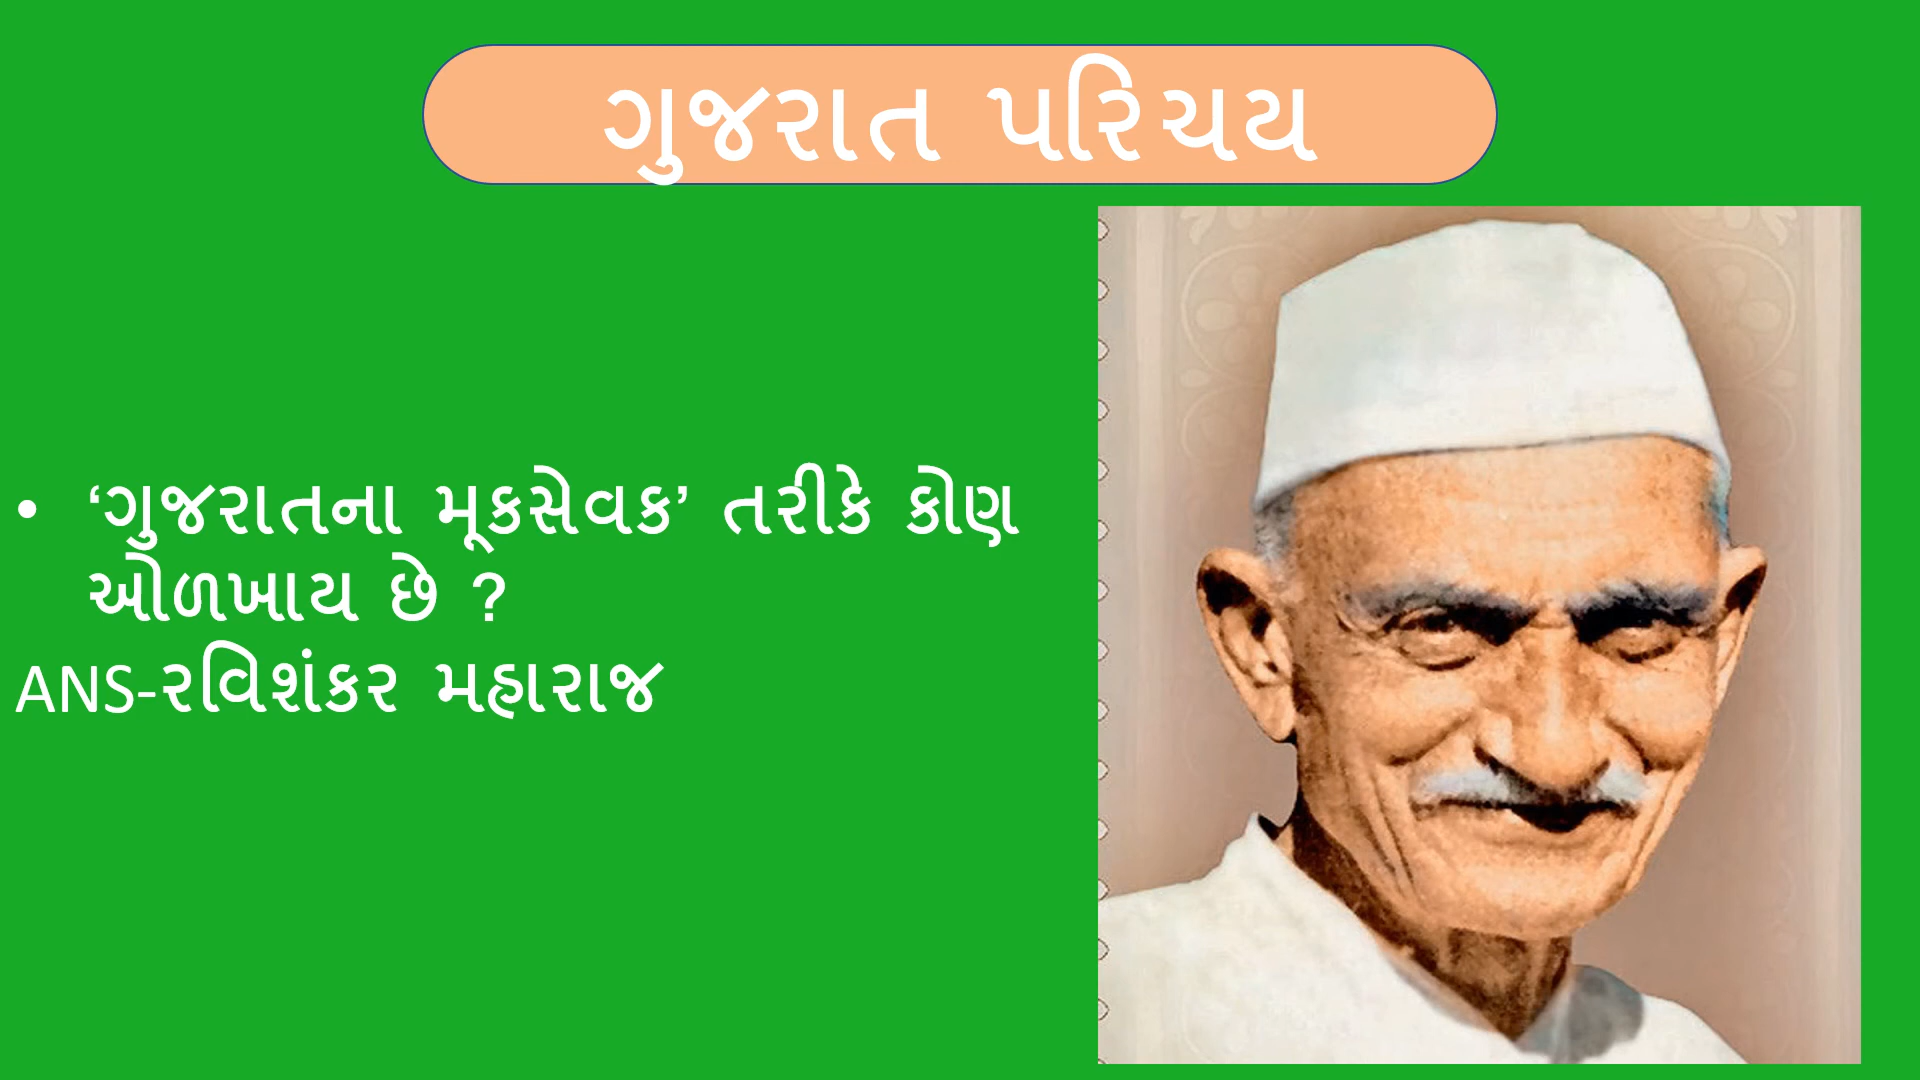 ગુજરાત પરિચય
• ‘ગુજરાતના મૂકસેવક’ તરીકે કોણ
ઓળખાય છે ?
ANS-રવિશંકર મહારાજ